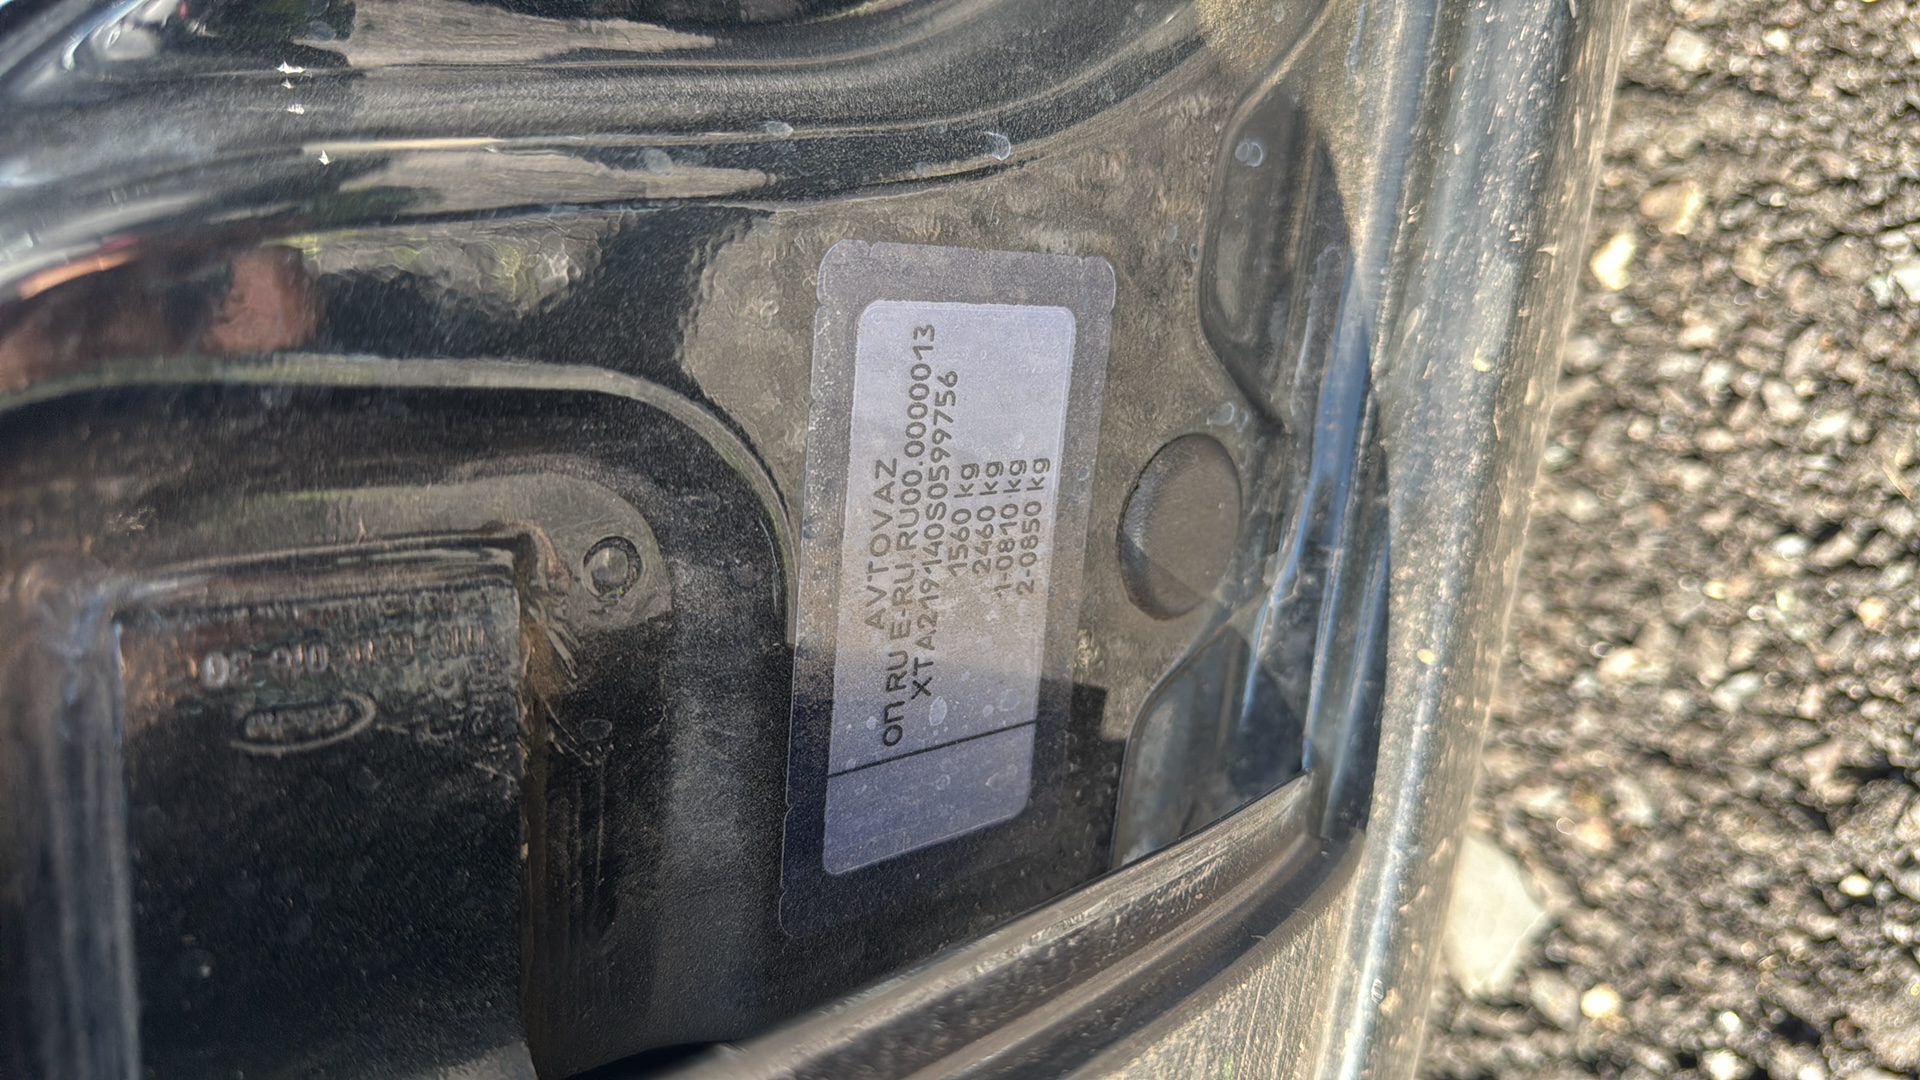 AVTOVAZ
ОП RU E-RU.RU00.0000013
XTA219140S0599756
1560 kg
2460 kg
1-0810 kg
2-0850 kg